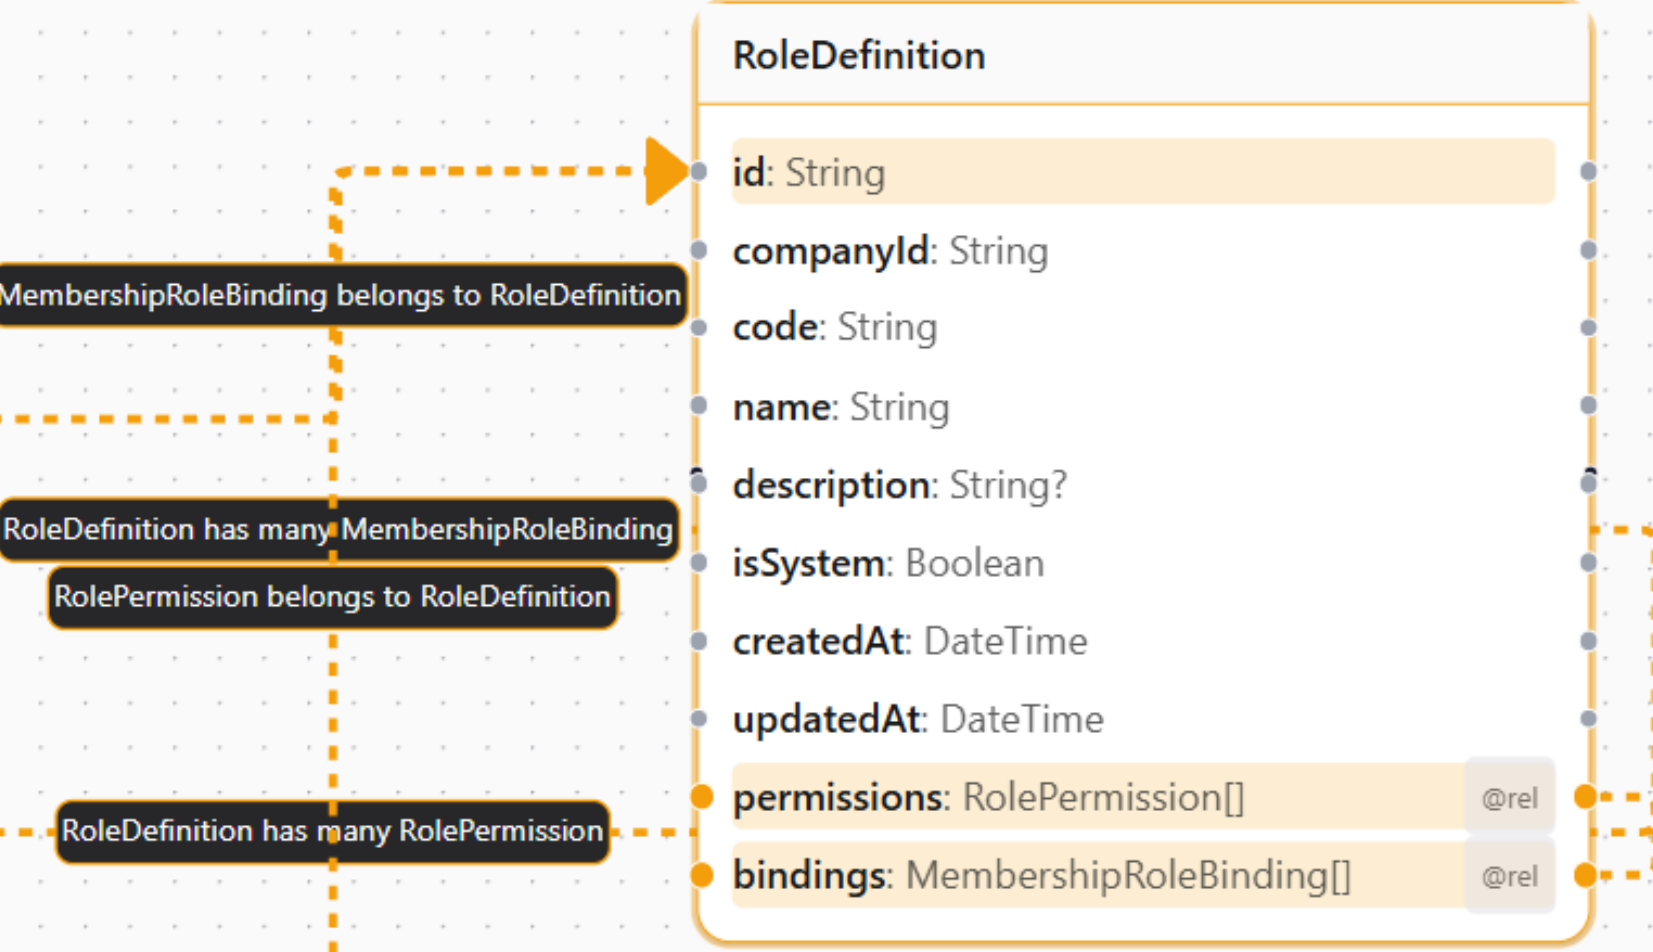 RoleDefinition
id: String
companyId: String
MembershipRoleBinding belongs to RoleDefinition
code: String
name: String
description: String?
RoleDefinition has many MembershipRoleBinding
isSystem: Boolean
RolePermission belongs to RoleDefinition
createdAt: DateTime
updatedAt: DateTime
permissions: RolePermission[] @rel
RoleDefinition has many RolePermission
bindings: MembershipRoleBinding[] @rel